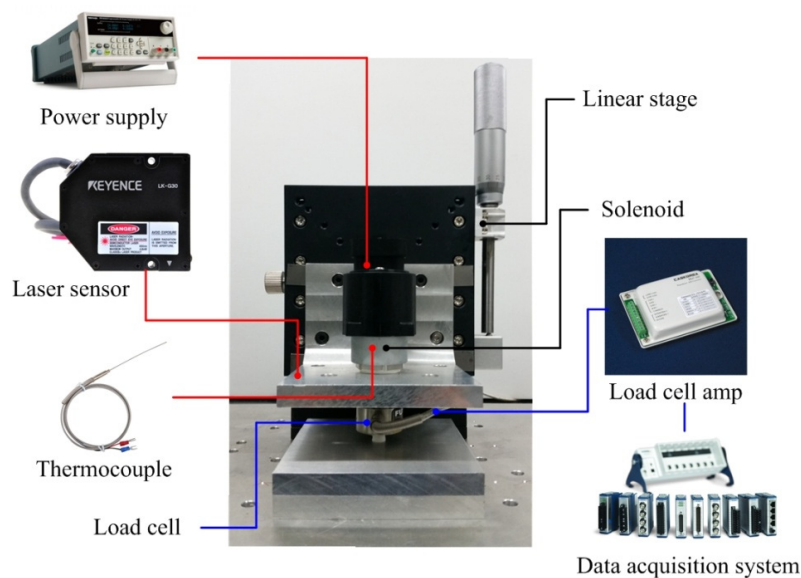 Power supply
Linear stage
KEYENCE
LK-G30
DANGER
Solenoid
Laser sensor
Load cell amp
Thermocouple
Load cell
Data acquisition system